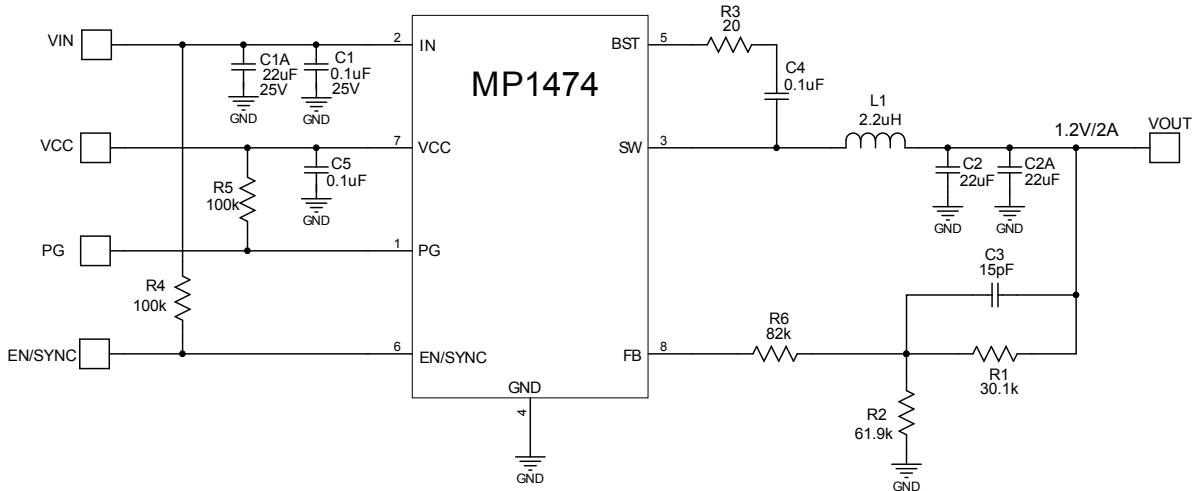 VIN
2
IN
C1A
22uF
25V
GND
C1
0.1uF
25V
GND
VCC
7
VCC
C5
0.1uF
GND
R5
100k
PG
1
PG
R4
100k
EN/SYNC
6
EN/SYNC
MP1474
GND
4
GND
BST
5
R3
20
C4
0.1uF
SW
3
L1
2.2uH
1.2V/2A
VOUT
C2
22uF
GND
C2A
22uF
GND
C3
15pF
FB
8
R6
82k
R1
30.1k
R2
61.9k
GND